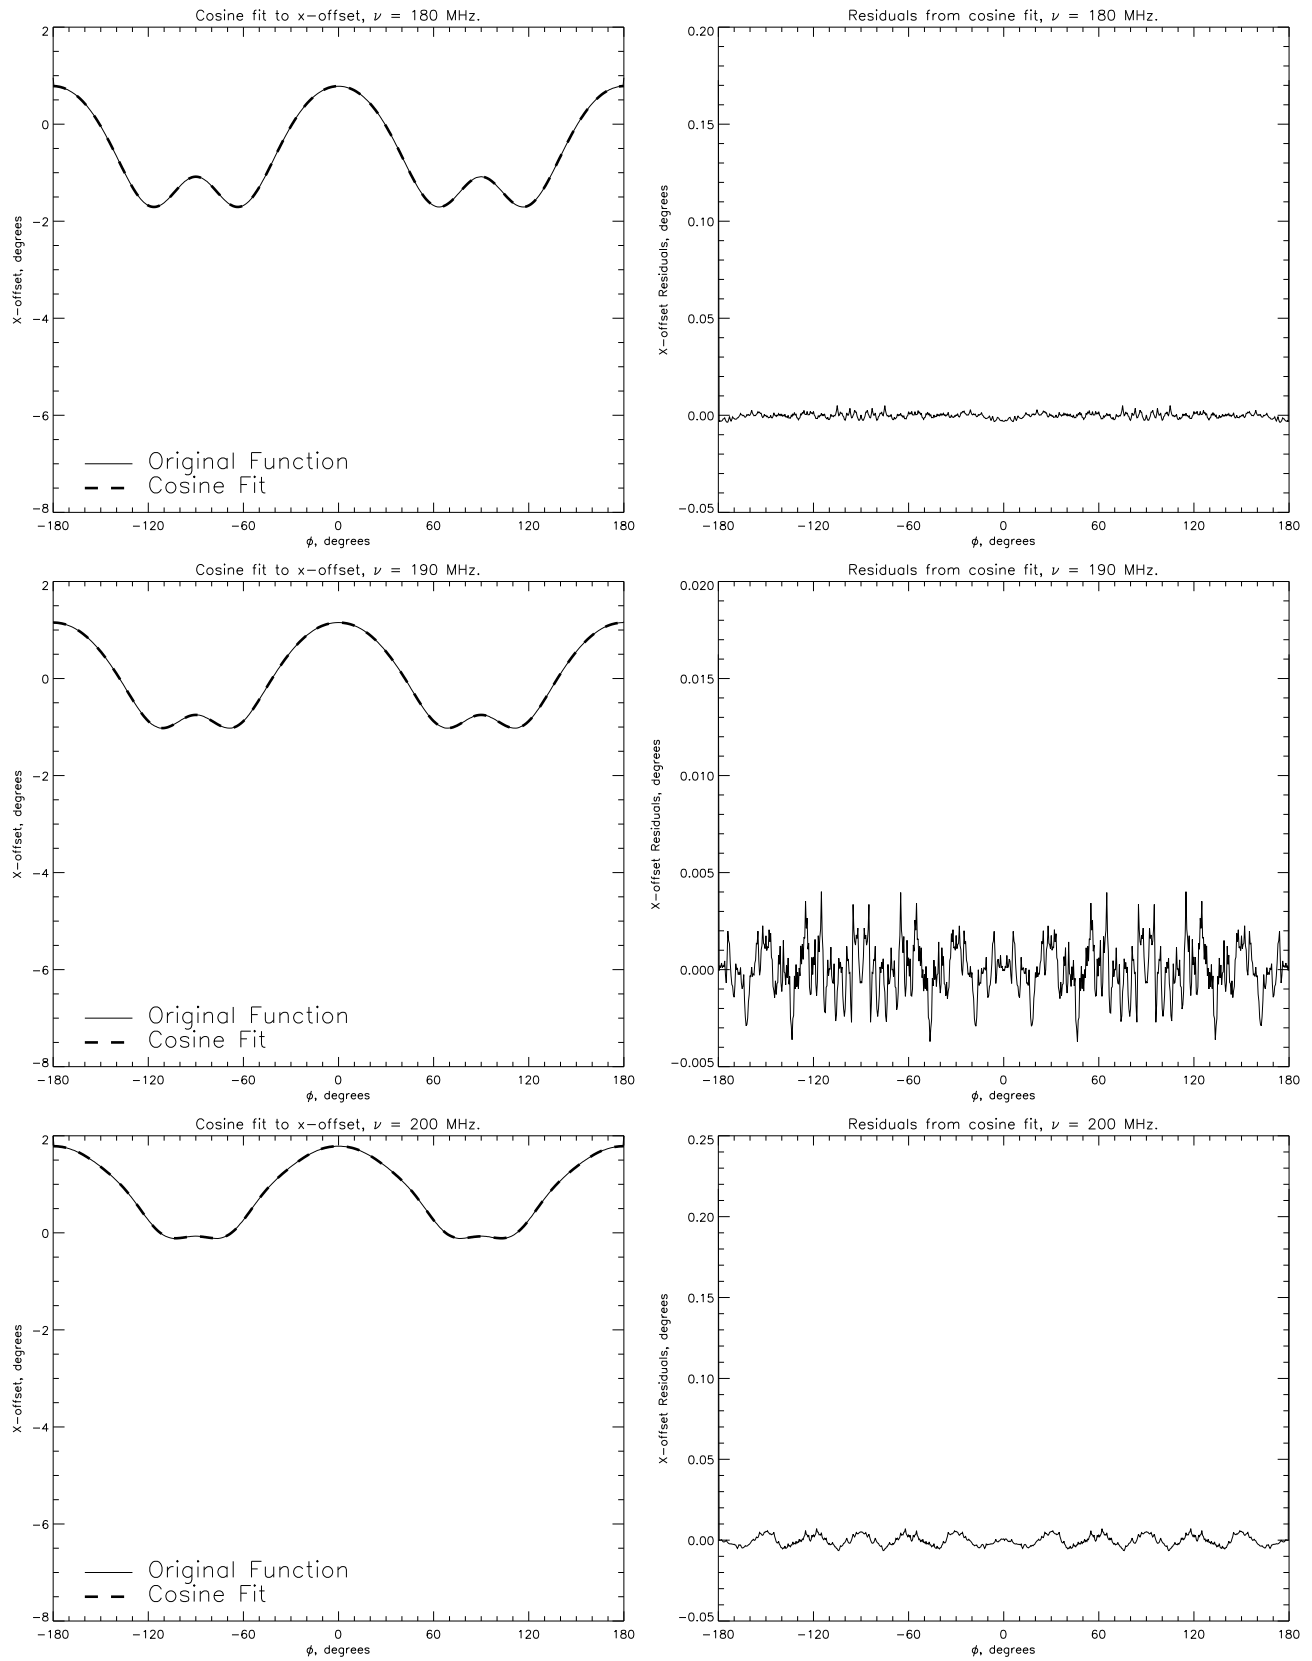 Cosine fit to x-offset, ν = 180 MHz.
2
0
-2
-4
-6
-8
X-offset, degrees
Original Function
Cosine Fit
-180 -120 -60 0 60 120 180
ϕ, degrees
Residuals from cosine fit, ν = 180 MHz.
0.20
0.15
0.10
0.05
0.00
-0.05
X-offset Residuals, degrees
-180 -120 -60 0 60 120 180
ϕ, degrees
Cosine fit to x-offset, ν = 190 MHz.
2
0
-2
-4
-6
-8
X-offset, degrees
Original Function
Cosine Fit
-180 -120 -60 0 60 120 180
ϕ, degrees
Residuals from cosine fit, ν = 190 MHz.
0.020
0.015
0.010
0.005
0.000
-0.005
X-offset Residuals, degrees
-180 -120 -60 0 60 120 180
ϕ, degrees
Cosine fit to x-offset, ν = 200 MHz.
2
0
-2
-4
-6
-8
X-offset, degrees
Original Function
Cosine Fit
-180 -120 -60 0 60 120 180
ϕ, degrees
Residuals from cosine fit, ν = 200 MHz.
0.25
0.20
0.15
0.10
0.05
0.00
-0.05
X-offset Residuals, degrees
-180 -120 -60 0 60 120 180
ϕ, degrees